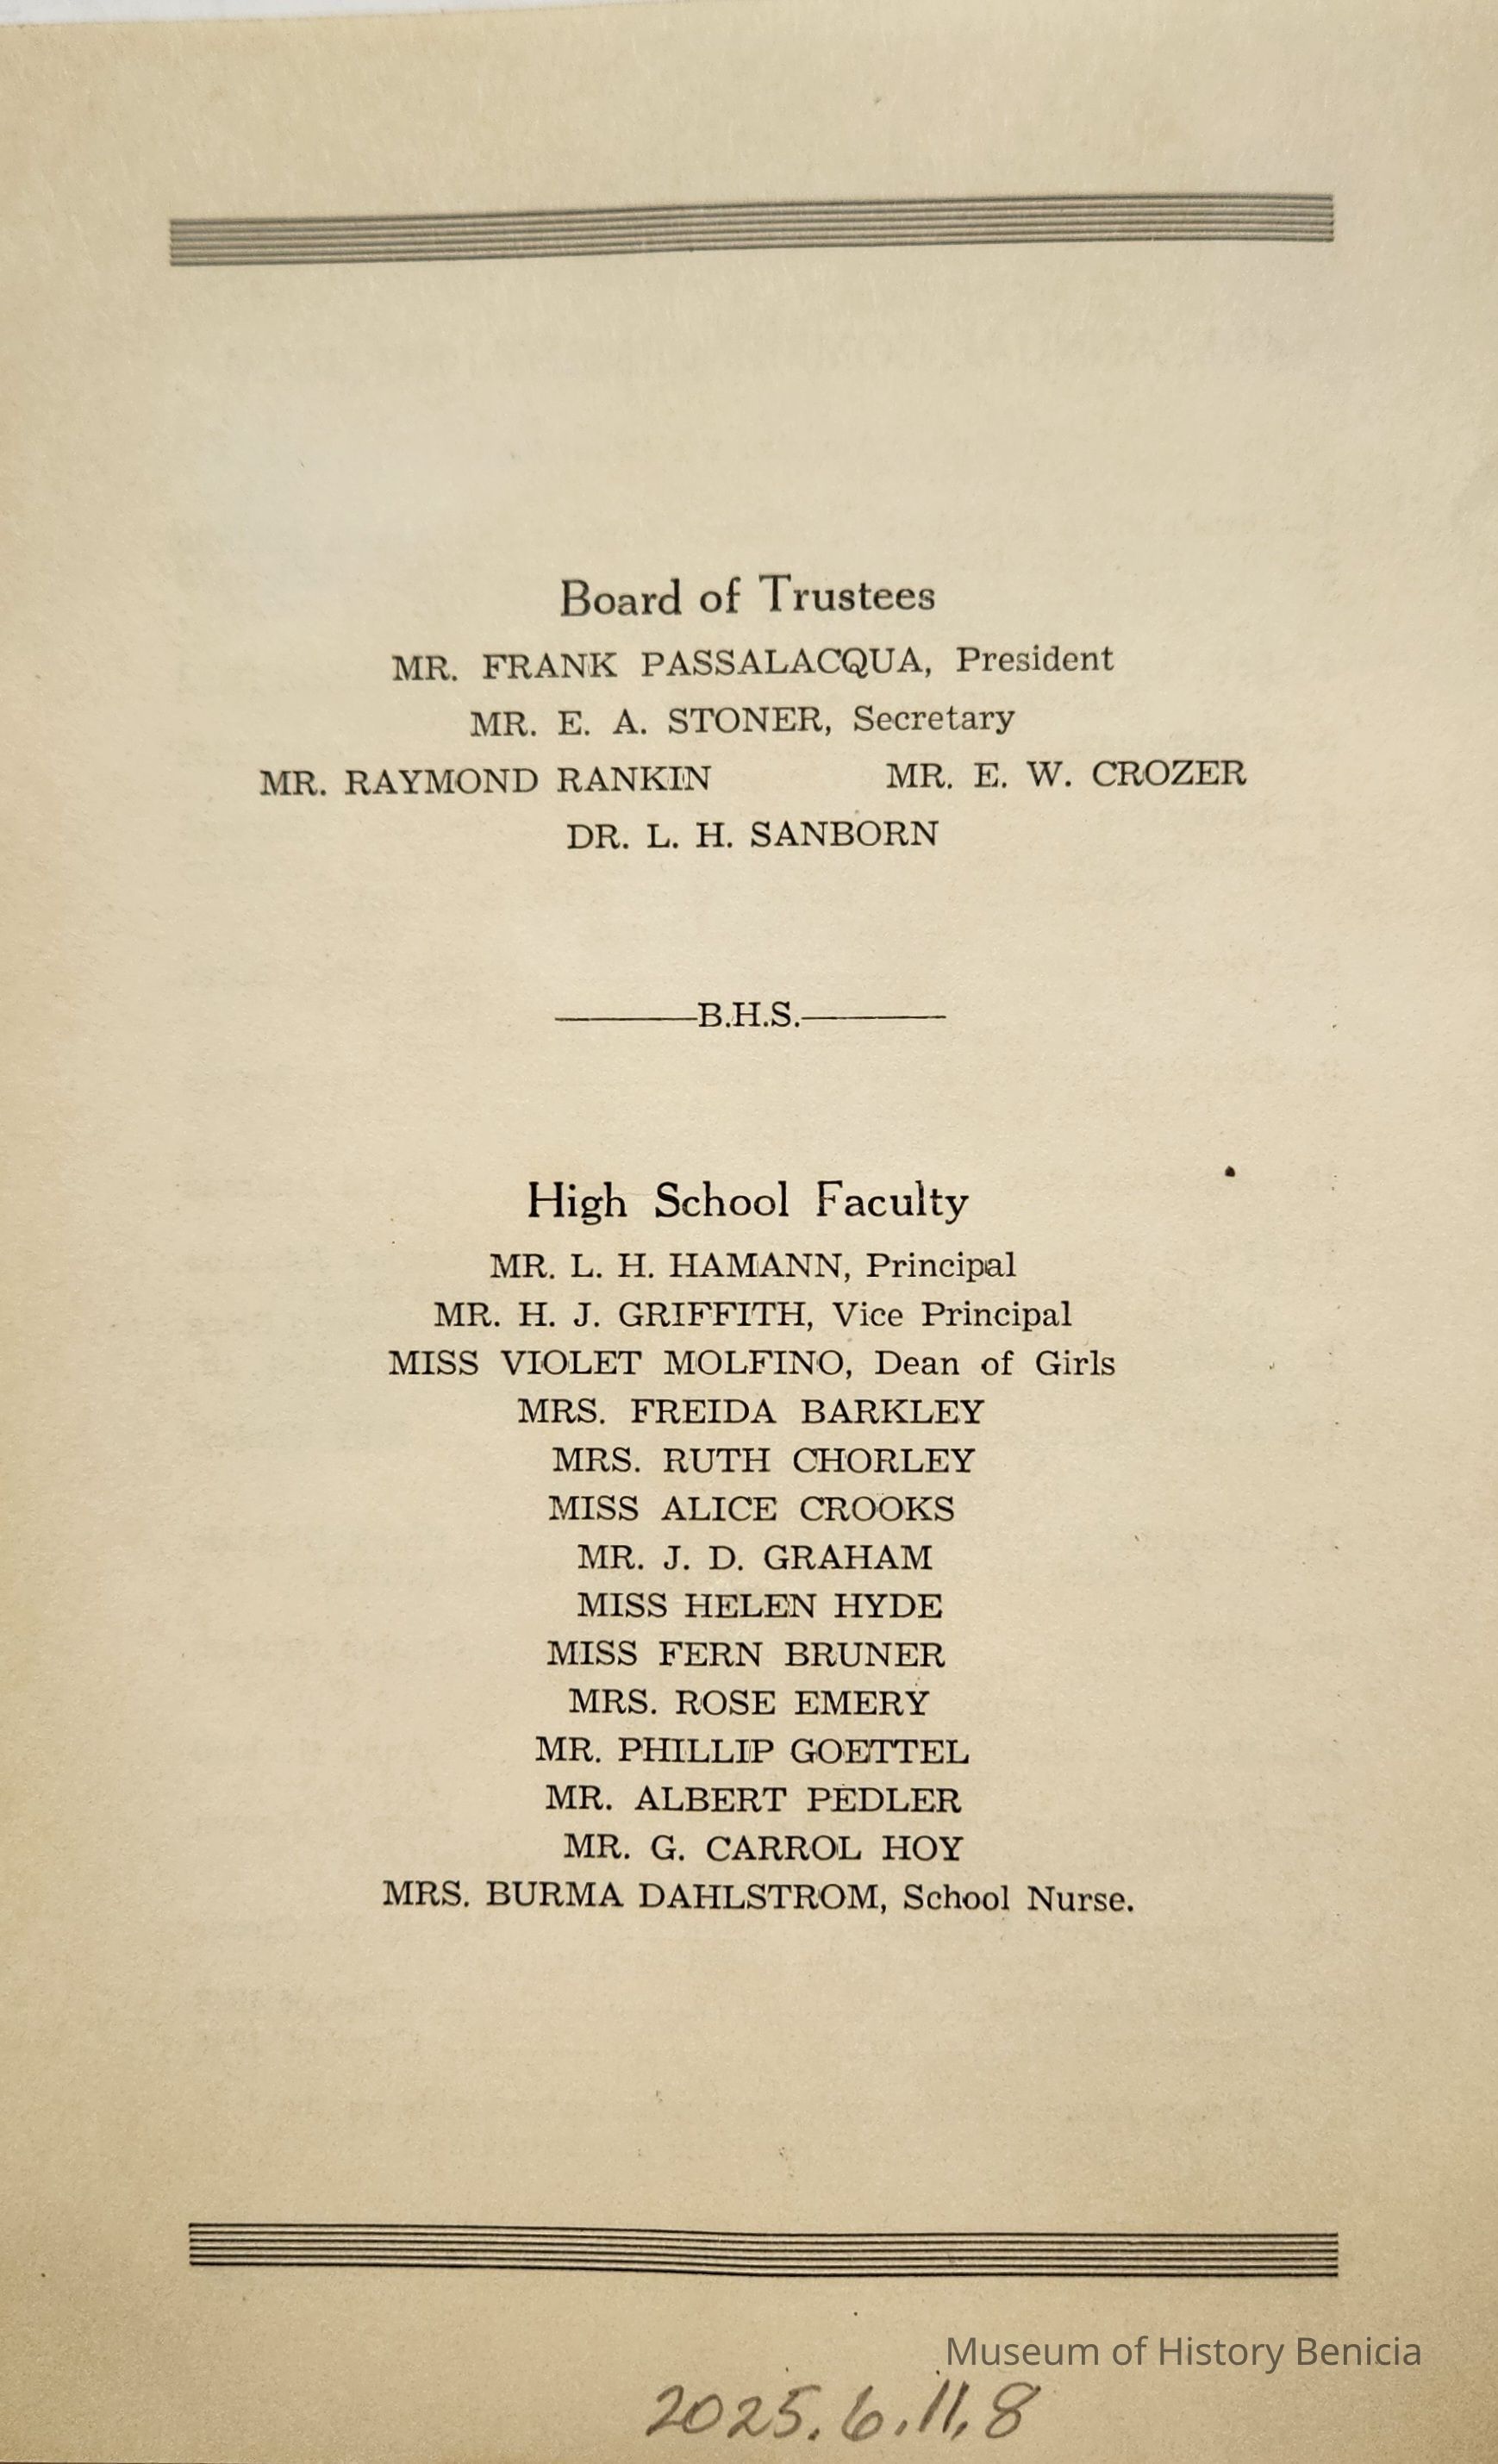 Board of Trustees
MR. FRANK PASSALACQUA, President
MR. E. A. STONER, Secretary
MR. RAYMOND RANKIN MR. E. W. CROZER
DR. L. H. SANBORN
B.H.S.
High School Faculty
MR. L. H. HAMANN, Principal
MR. H. J. GRIFFITH, Vice Principal
MISS VIOLET MOLFINO, Dean of Girls
MRS. FREIDA BARKLEY
MRS. RUTH CHORLEY
MISS ALICE CROOKS
MR. J. D. GRAHAM
MISS HELEN HYDE
MISS FERN BRUNER
MRS. ROSE EMERY
MR. PHILLIP GOETTEL
MR. ALBERT PEDLER
MR. G. CARROL HOY
MRS. BURMA DAHLSTROM, School Nurse.
Museum of History Benicia
2025.6.11.8